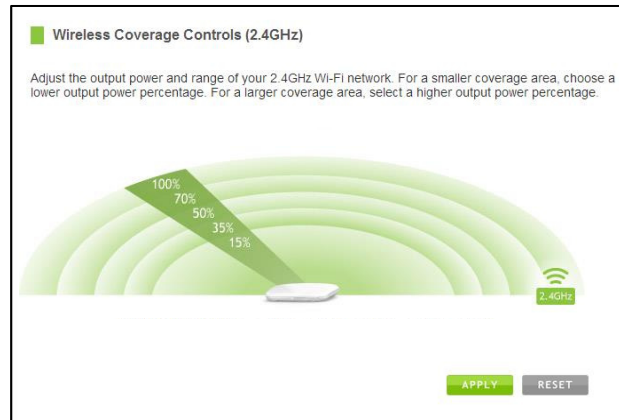 Wireless Coverage Controls (2.4GHz)
Adjust the output power and range of your 2.4GHz Wi-Fi network. For a smaller coverage area, choose a
lower output power percentage. For a larger coverage area, select a higher output power percentage.
100%
70%
50%
35%
15%
2.4GHz
APPLY RESET